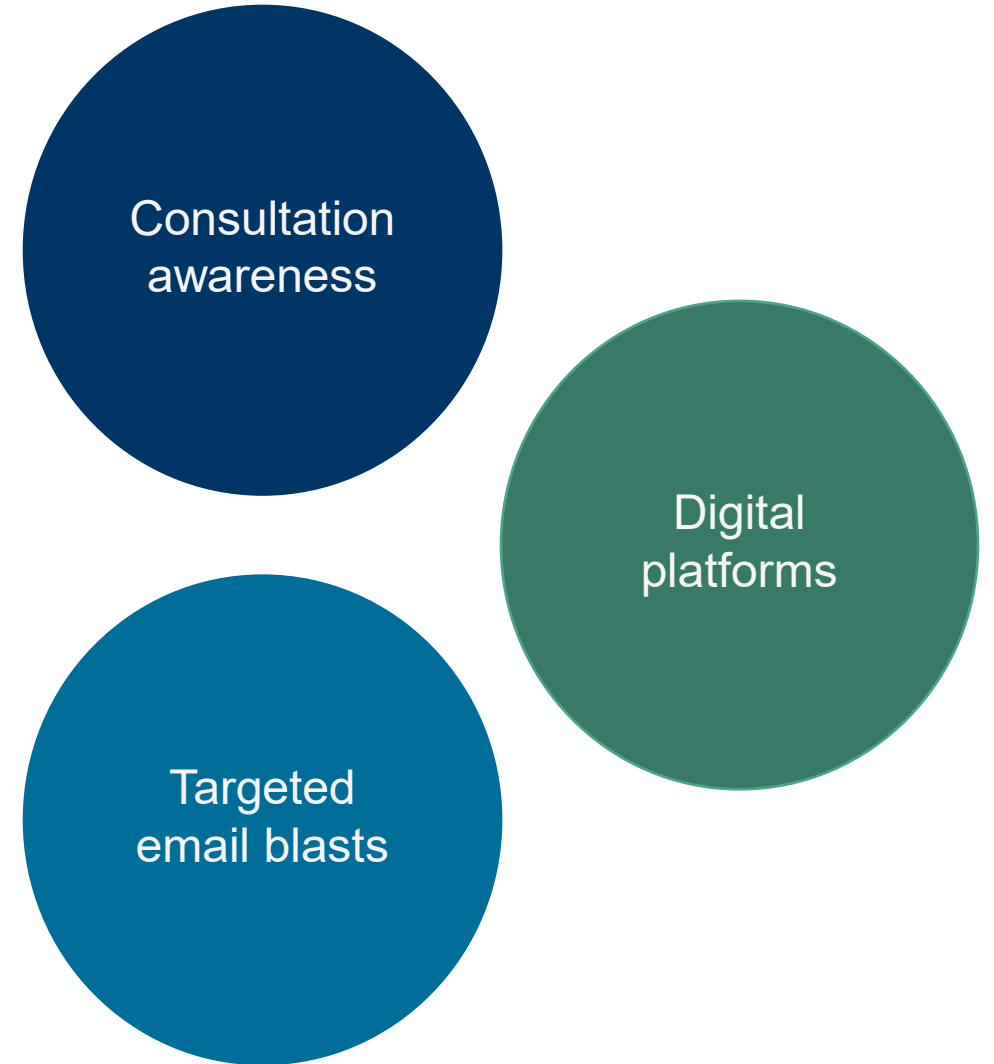 Consultation
awareness
Digital
platforms
Targeted
email blasts